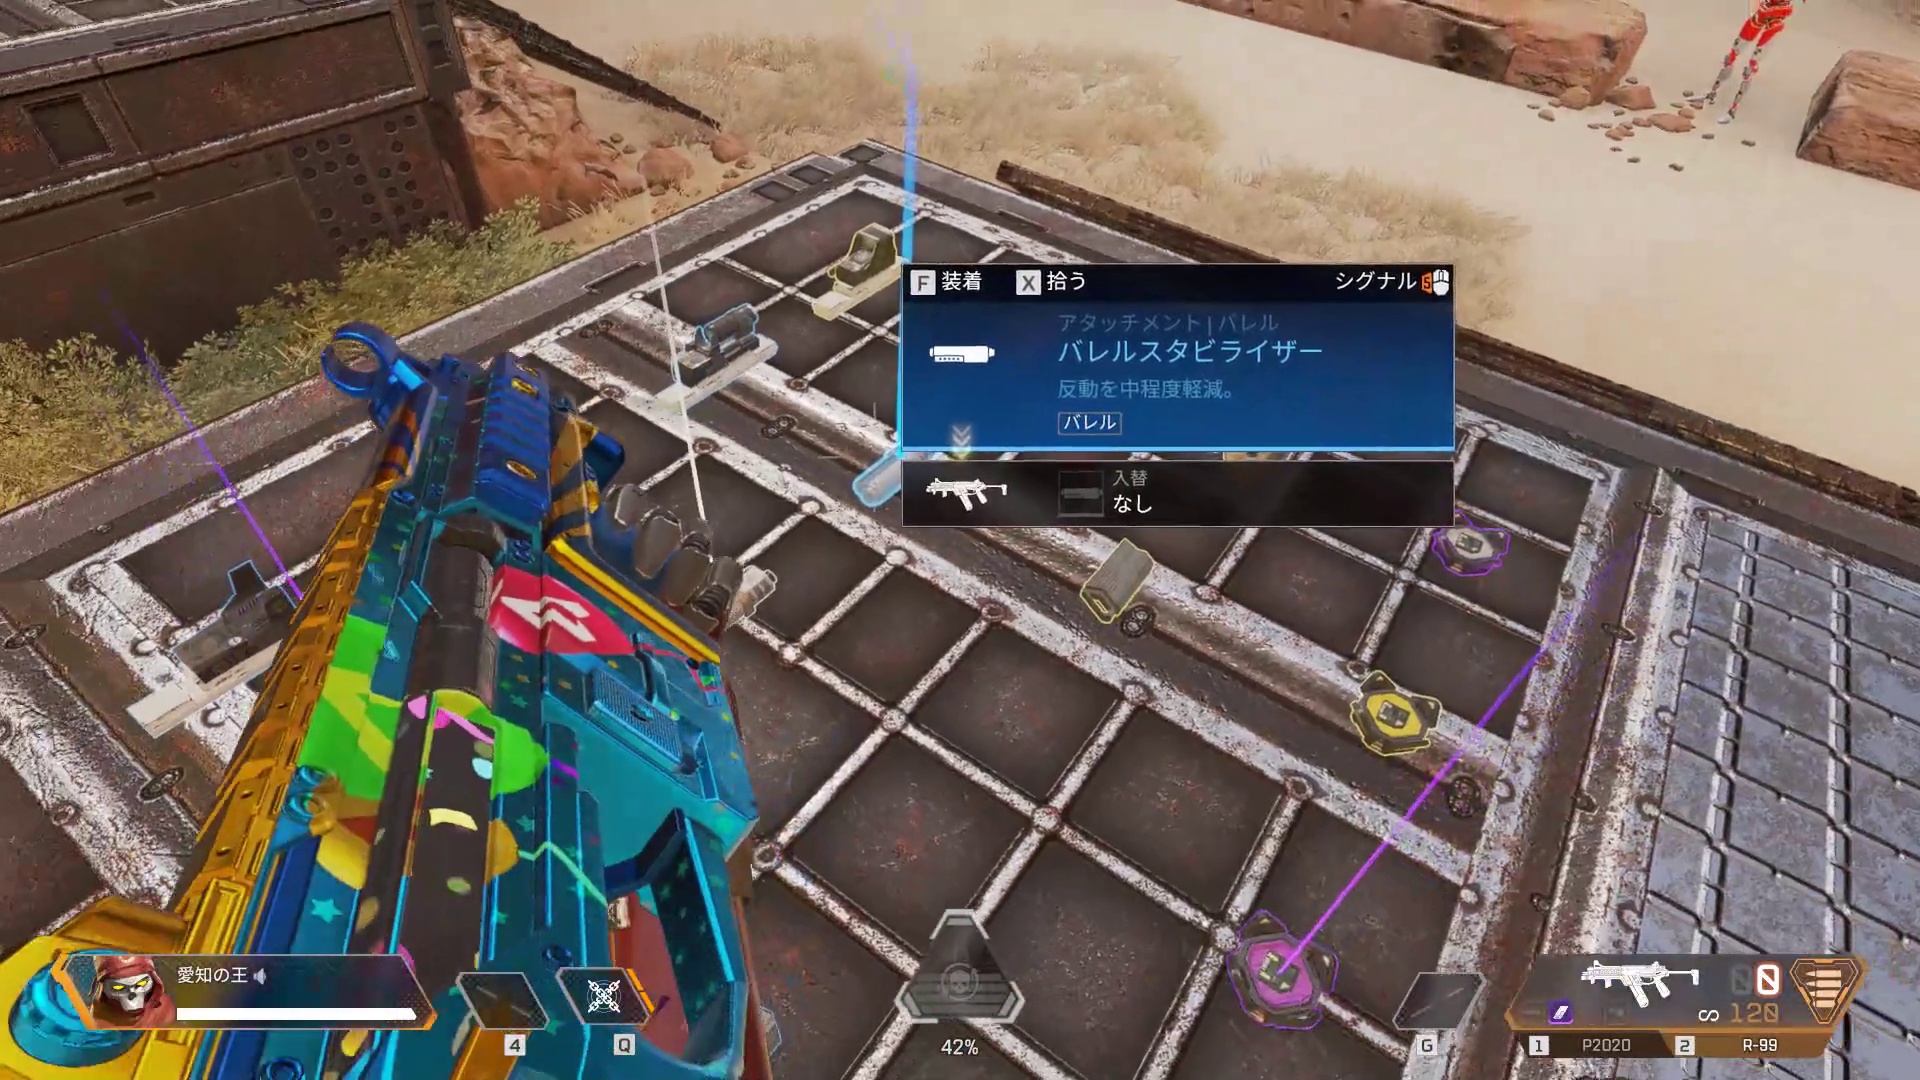 F 装着 X 拾う シグナル 5
アタッチメント | バレル
バレルスタビライザー
反動を中程度軽減。
バレル
入替
なし
愛知の王
4
Q
42%
G
00
∞ 120
1 P2020 2 R-99